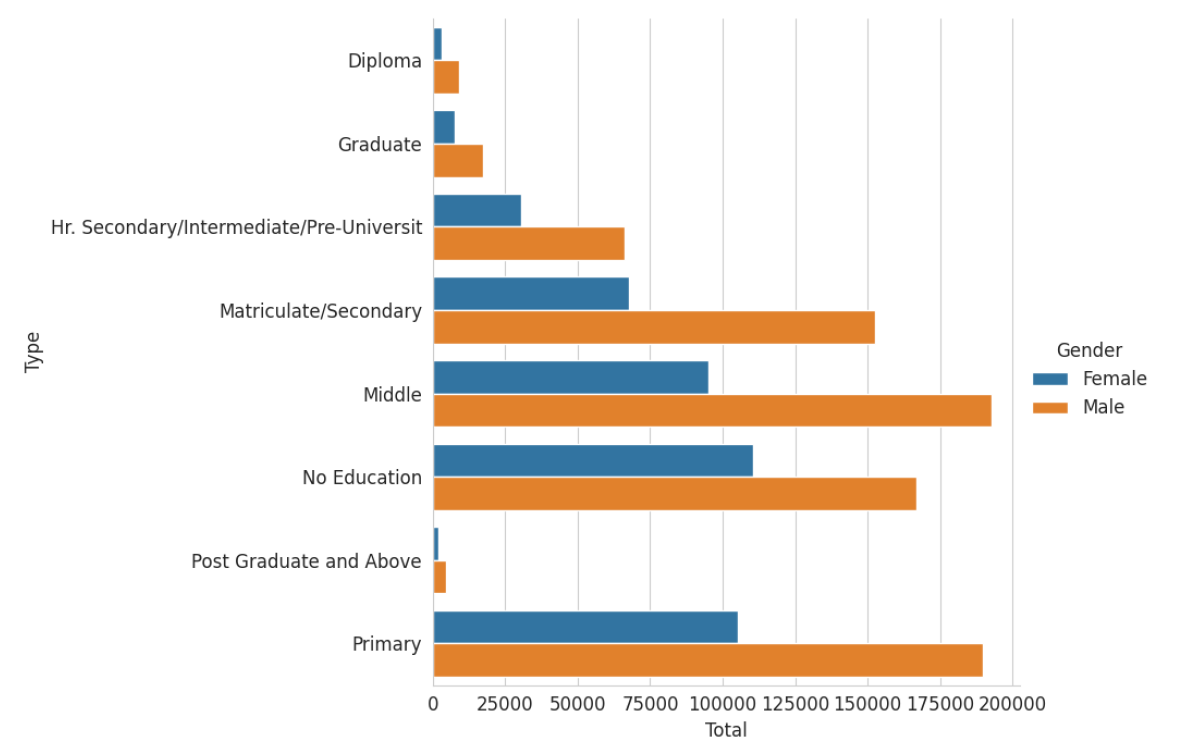 Diploma
Graduate
Hr. Secondary/Intermediate/Pre-Universit
Matriculate/Secondary
Middle
No Education
Post Graduate and Above
Primary
Type
0 25000 50000 75000 100000 125000 150000 175000 200000
Total
Gender
Female
Male